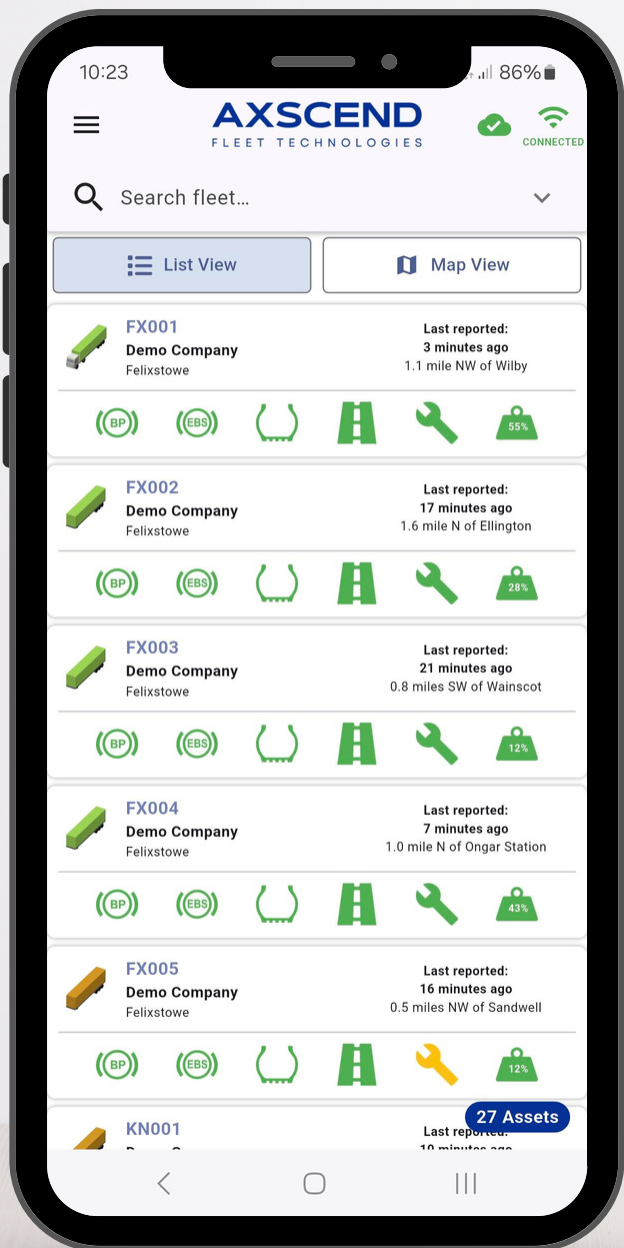 10:23
86%
AXSCEND
FLEET TECHNOLOGIES
CONNECTED
Search fleet...
List View
Map View
FX001
Demo Company
Felixstowe
Last reported:
3 minutes ago
1.1 mile NW of Wilby
BP
EBS
55%
FX002
Demo Company
Felixstowe
Last reported:
17 minutes ago
1.6 mile N of Ellington
BP
EBS
28%
FX003
Demo Company
Felixstowe
Last reported:
21 minutes ago
0.8 miles SW of Wainscot
BP
EBS
12%
FX004
Demo Company
Felixstowe
Last reported:
7 minutes ago
1.0 mile N of Ongar Station
BP
EBS
43%
FX005
Demo Company
Felixstowe
Last reported:
16 minutes ago
0.5 miles NW of Sandwell
BP
EBS
12%
27 Assets
KN001
Last reported: